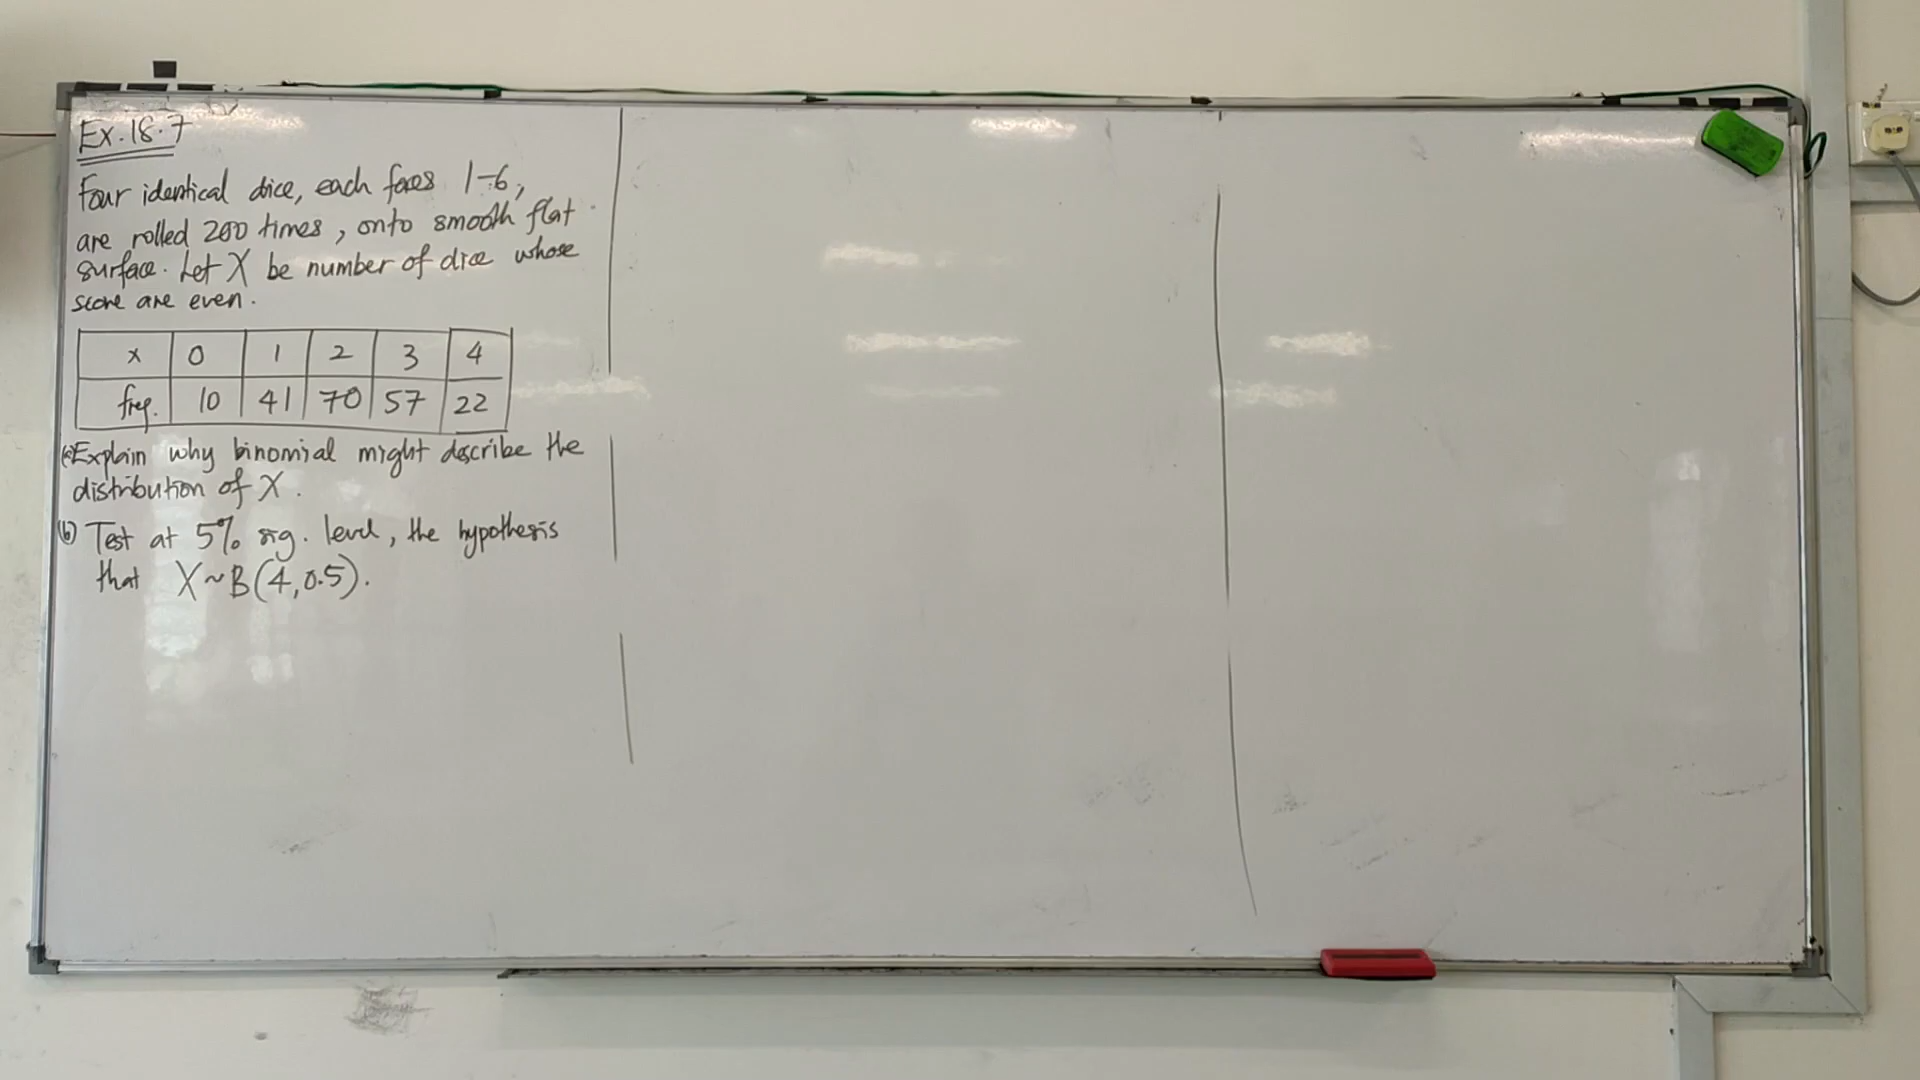 Ex.18.7
Four identical dice, each faces 1-6,
are rolled 200 times, onto smooth flat
surface. Let X be number of dice whose
score are even.
x 0 1 2 3 4
freq. 10 41 70 57 22
(a) Explain why binomial might describe the
distribution of X.
(b) Test at 5% sig. level, the hypothesis
that X~B(4,0.5).